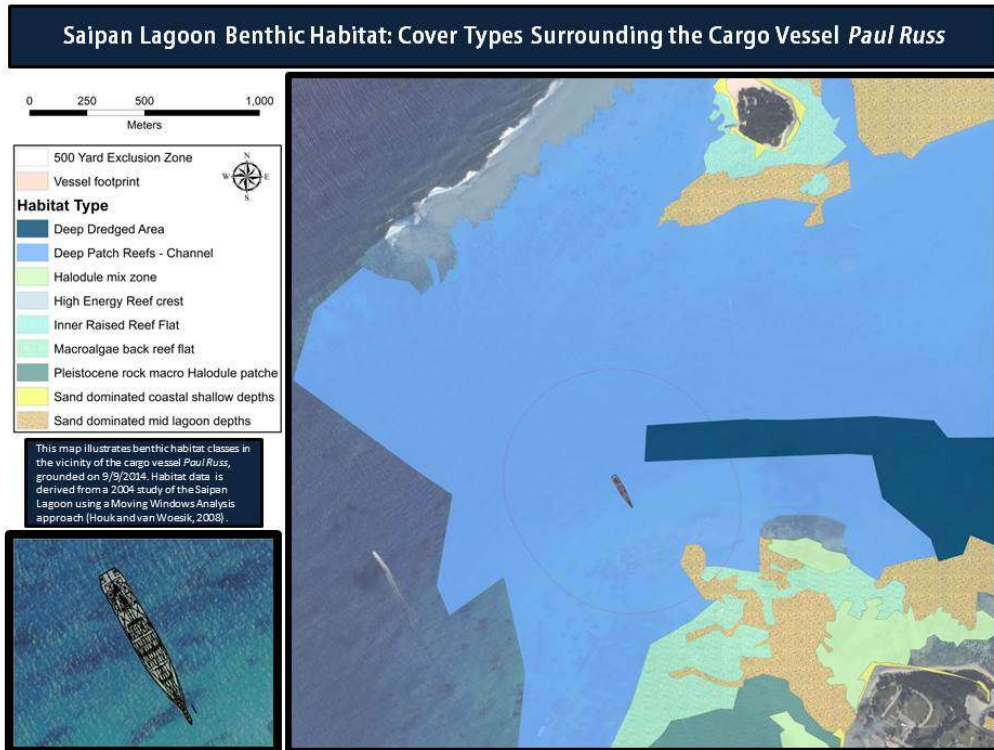 Saipan Lagoon Benthic Habitat: Cover Types Surrounding the Cargo Vessel Paul Russ
0 250 500 1,000
Meters
500 Yard Exclusion Zone
Vessel footprint
N
W E
S
Habitat Type
Deep Dredged Area
Deep Patch Reefs - Channel
Halodule mix zone
High Energy Reef crest
Inner Raised Reef Flat
Macroalgae back reef flat
Pleistocene rock macro Halodule patche
Sand dominated coastal shallow depths
Sand dominated mid lagoon depths
This map illustrates benthic habitat classes in
the vicinity of the cargo vessel Paul Russ,
grounded on 9/9/2014. Habitat data is
derived from a 2004 study of the Saipan
Lagoon using a Moving Windows Analysis
approach (Houk and van Woesik, 2008).